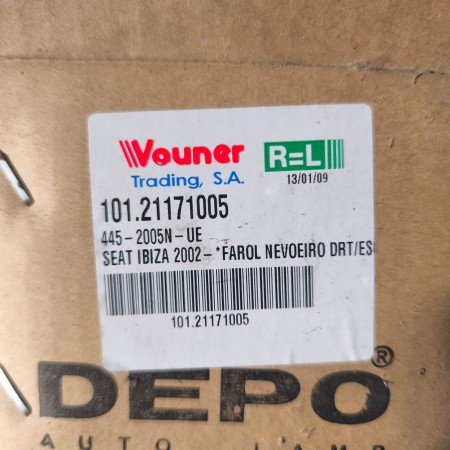 Vouner R=L
Trading, S.A. 13/01/09
101.21171005
445-2005N-UE
SEAT IBIZA 2002-*FAROL NEVOEIRO DRT/ES
101.21171005
DEPO®
AUTO LAMP